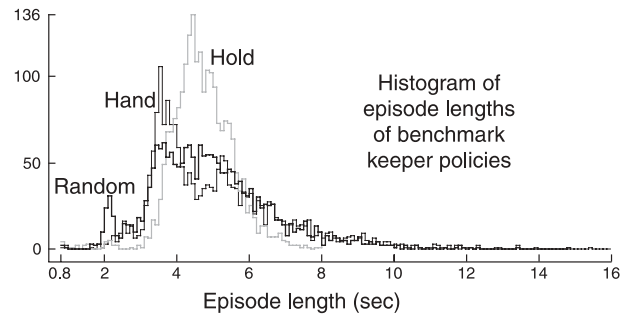 136
100
50
0
Hold
Hand
Random
Histogram of
episode lengths
of benchmark
keeper policies
0.8 2 4 6 8 10 12 14 16
Episode length (sec)